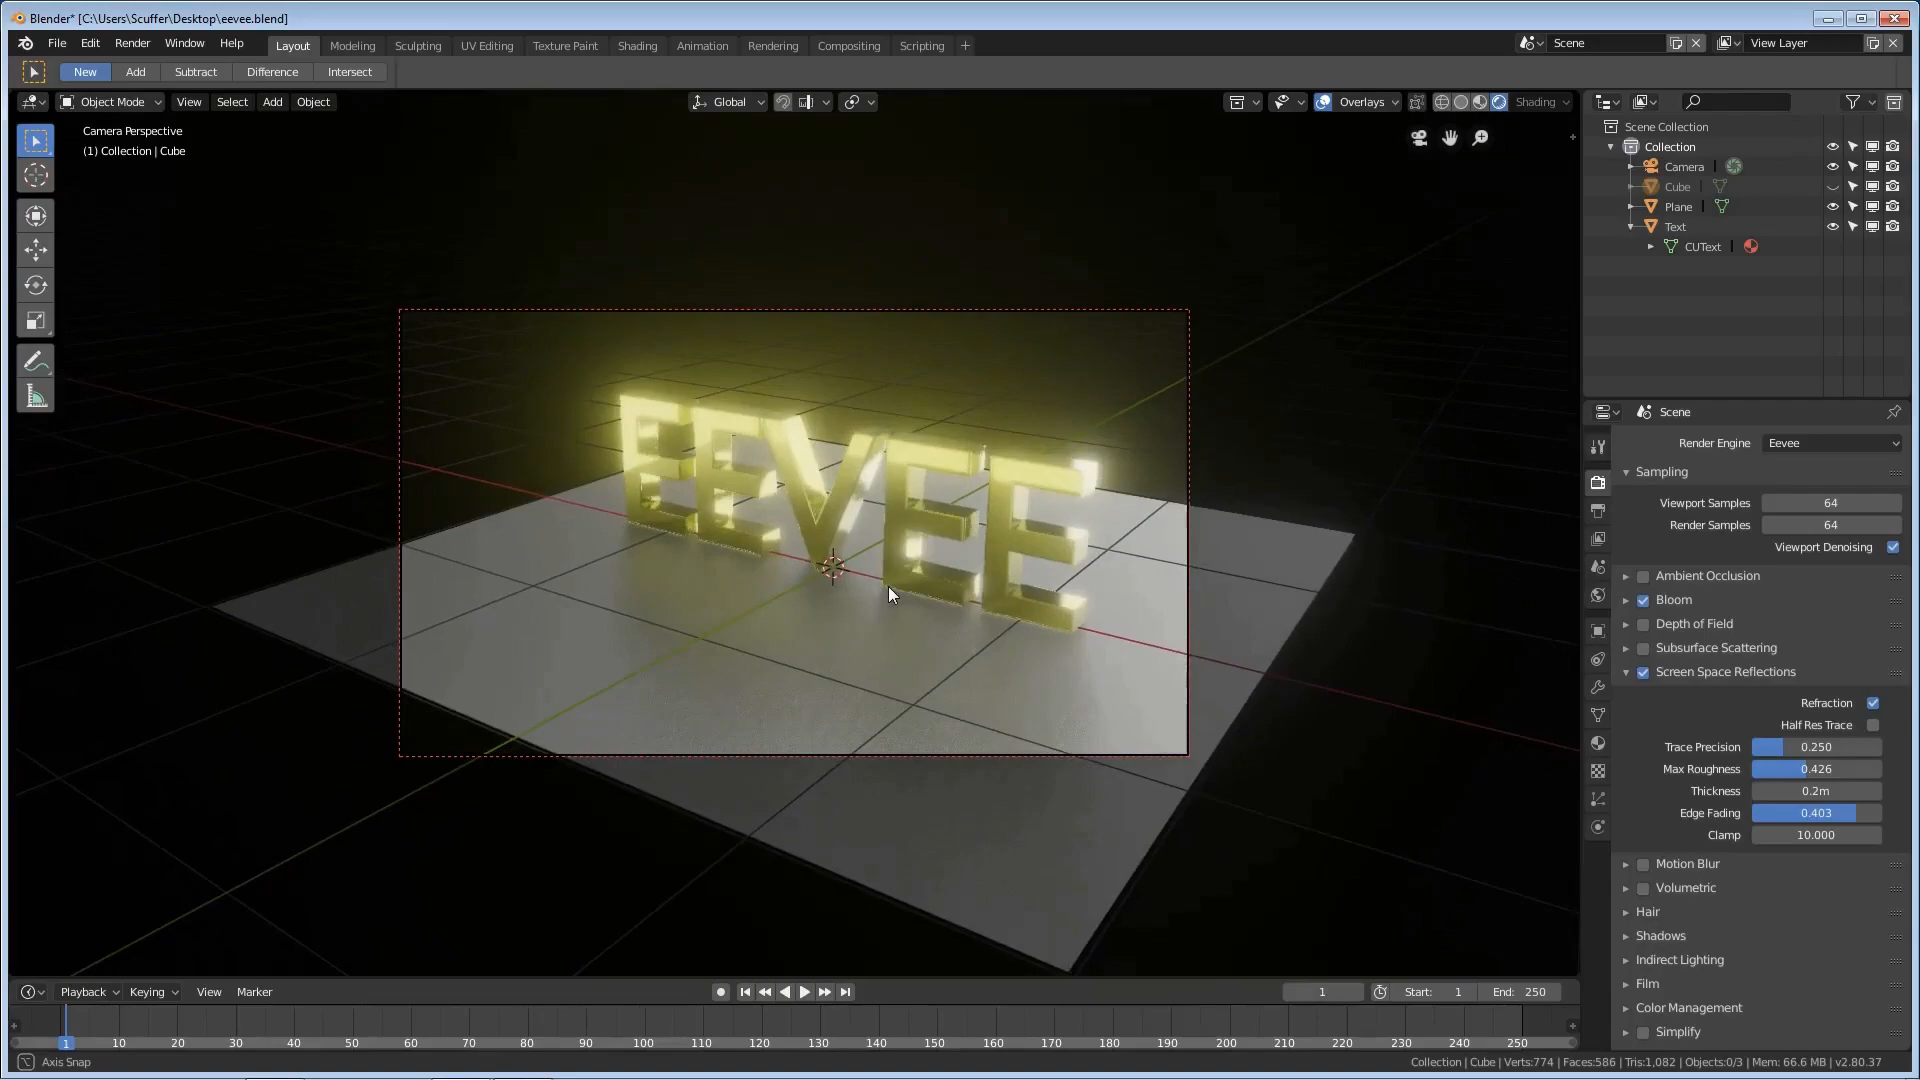 Blender* [C:\Users\Scuffer\Desktop\eevee.blend]
File Edit Render Window Help Layout Modeling Sculpting UV Editing Texture Paint Shading Animation Rendering Compositing Scripting + Scene View Layer
New Add Subtract Difference Intersect
Object Mode View Select Add Object Global Overlays Shading
Camera Perspective
(1) Collection | Cube
Scene Collection
Collection
Camera
Cube
Plane
Text
CUText
EEVEE
Scene
Render Engine Eevee
Sampling
Viewport Samples 64
Render Samples 64
Viewport Denoising
Ambient Occlusion
Bloom
Depth of Field
Subsurface Scattering
Screen Space Reflections
Refraction
Half Res Trace
Trace Precision 0.250
Max Roughness 0.426
Thickness 0.2m
Edge Fading 0.403
Clamp 10.000
Motion Blur
Volumetric
Hair
Shadows
Indirect Lighting
Film
Color Management
Simplify
Playback Keying View Marker 1 Start: 1 End: 250
1 10 20 30 40 50 60 70 80 90 100 110 120 130 140 150 160 170 180 190 200 210 220 230 240 250
Axis Snap
Collection | Cube | Verts:774 | Faces:586 | Tris:1,082 | Objects:0/3 | Mem: 66.6 MB | v2.80.37